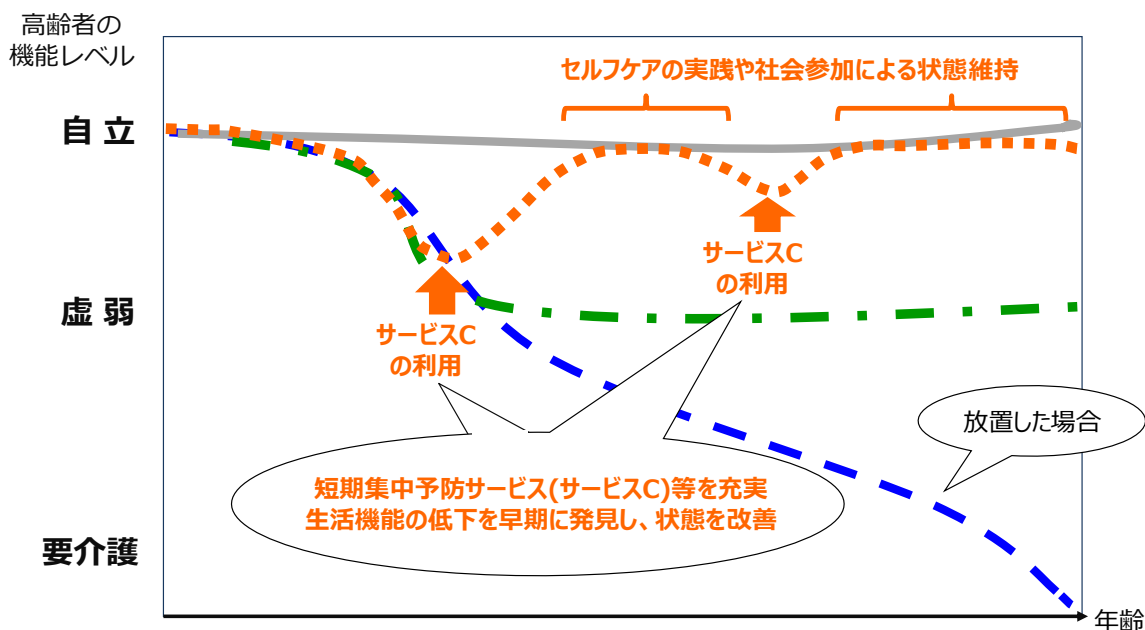 高齢者の
機能レベル
セルフケアの実践や社会参加による状態維持
自 立
サービスC
の利用
虚 弱
サービスC
の利用
放置した場合
短期集中予防サービス(サービスC)等を充実
生活機能の低下を早期に発見し、状態を改善
要介護
年齢